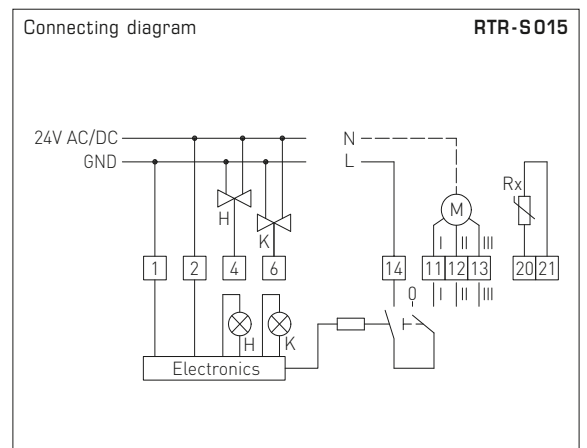 Connecting diagram RTR-S015
24V AC/DC N
GND L
Rx
H M
K I II III
1 2 4 6 14 11 12 13 20 21
0 I II III
H K
Electronics